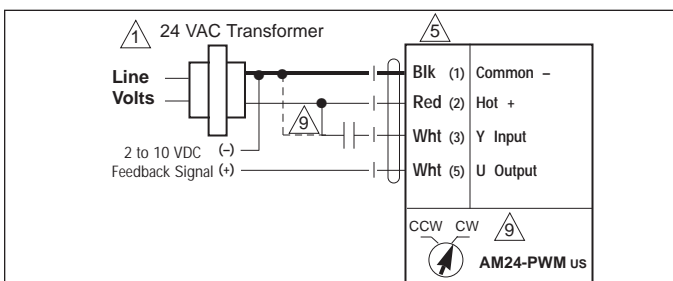 1 24 VAC Transformer
5
Line
Volts
Blk (1) Common –
Red (2) Hot +
9
Wht (3) Y Input
2 to 10 VDC (–)
Feedback Signal (+)
Wht (5) U Output
CCW CW 9
AM24-PWM US